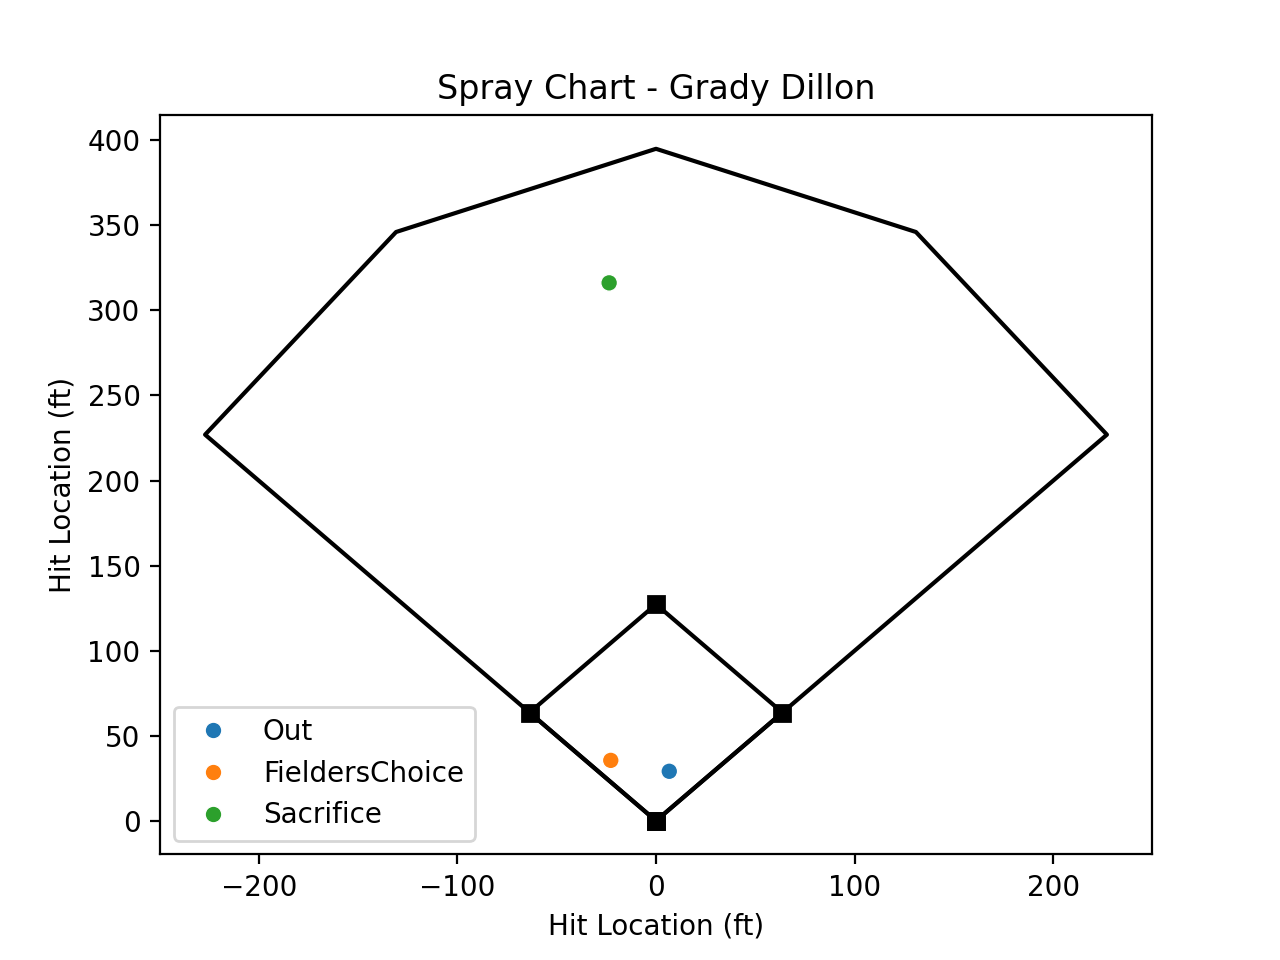 Spray Chart - Grady Dillon
400
350
300
250
200
150
100
50
0
Hit Location (ft)
Out
FieldersChoice
Sacrifice
−200
−100
0
100
200
Hit Location (ft)